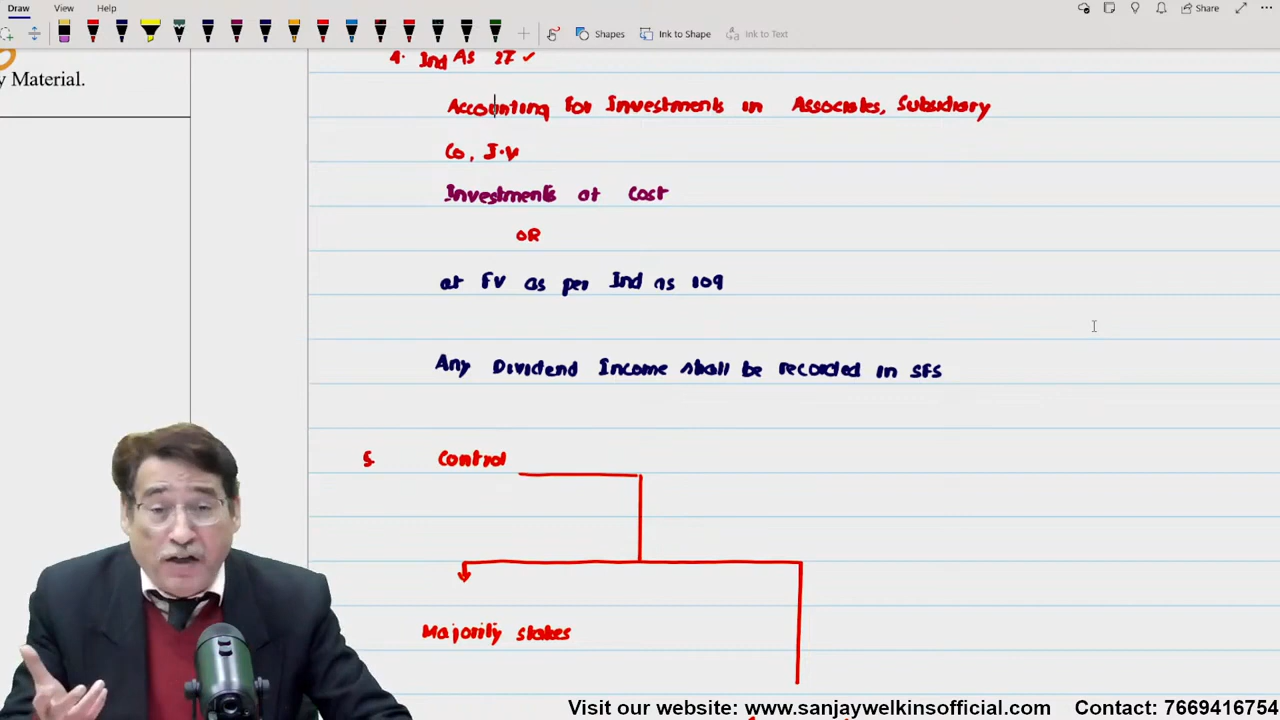 Draw View Help Share
Shapes Ink to Shape Ink to Text
y Material.
4. Ind As 27 ✓
Accounting for Investments in Associates, Subsidiary
Co, J.V
Investments at Cost
OR
at FV as per Ind as 109
Any Dividend Income shall be recorded in SFS
5 Control
Majority stakes
Visit our website: www.sanjaywelkinsofficial.com Contact: 7669416754